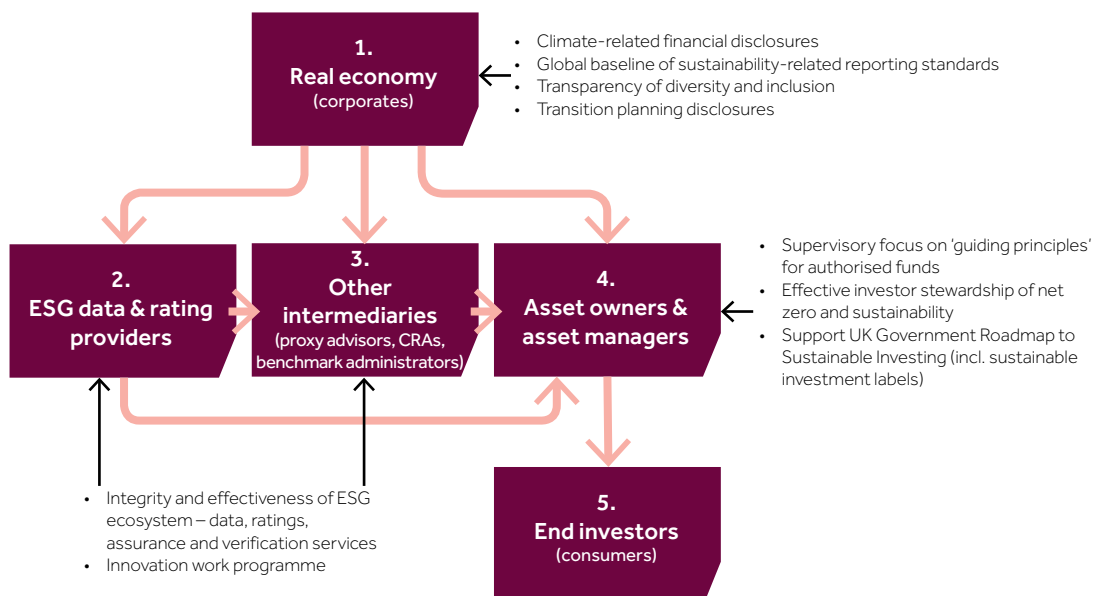 1.
Real economy
(corporates)
• Climate-related financial disclosures
• Global baseline of sustainability-related reporting standards
• Transparency of diversity and inclusion
• Transition planning disclosures
2.
ESG data & rating
providers
3.
Other
intermediaries
(proxy advisors, CRAs,
benchmark administrators)
4.
Asset owners &
asset managers
• Supervisory focus on ‘guiding principles’
for authorised funds
• Effective investor stewardship of net
zero and sustainability
• Support UK Government Roadmap to
Sustainable Investing (incl. sustainable
investment labels)
• Integrity and effectiveness of ESG
ecosystem – data, ratings,
assurance and verification services
• Innovation work programme
5.
End investors
(consumers)